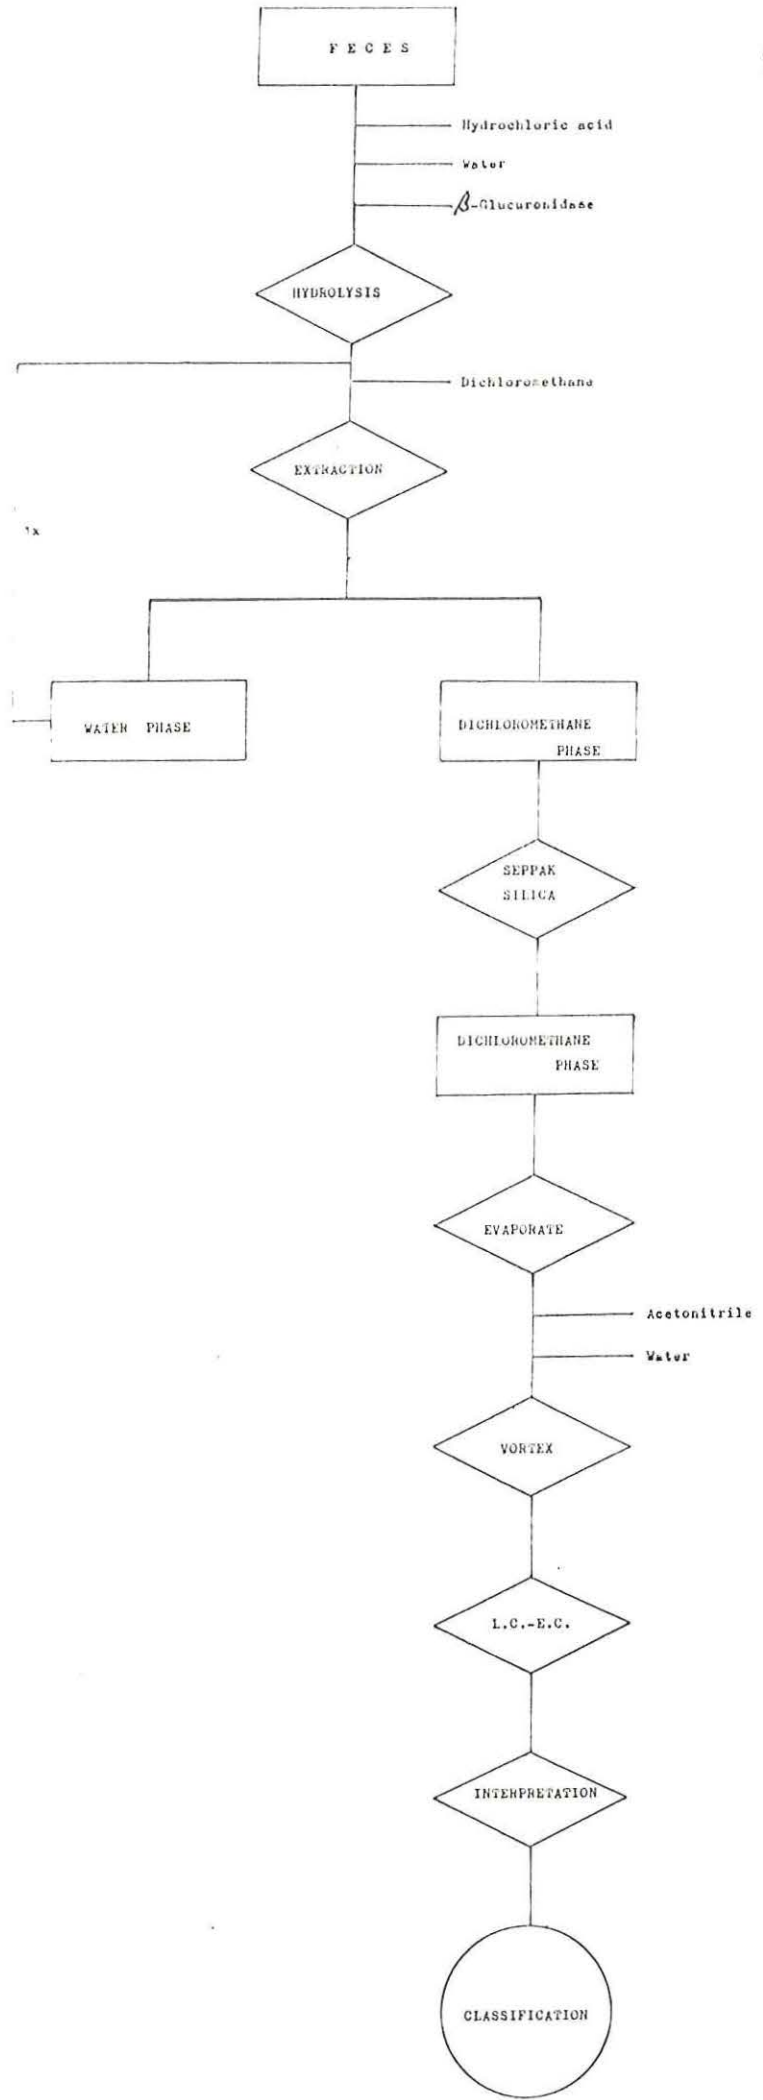 F E C E S
Hydrochloric acid
Water
β-Glucuronidase
HYDROLYSIS
Dichloromethane
EXTRACTION
1x
WATER PHASE
DICHLOROMETHANE
PHASE
SEPPAK
SILICA
DICHLOROMETHANE
PHASE
EVAPORATE
Acetonitrile
Water
VORTEX
L.C.-E.C.
INTERPRETATION
CLASSIFICATION